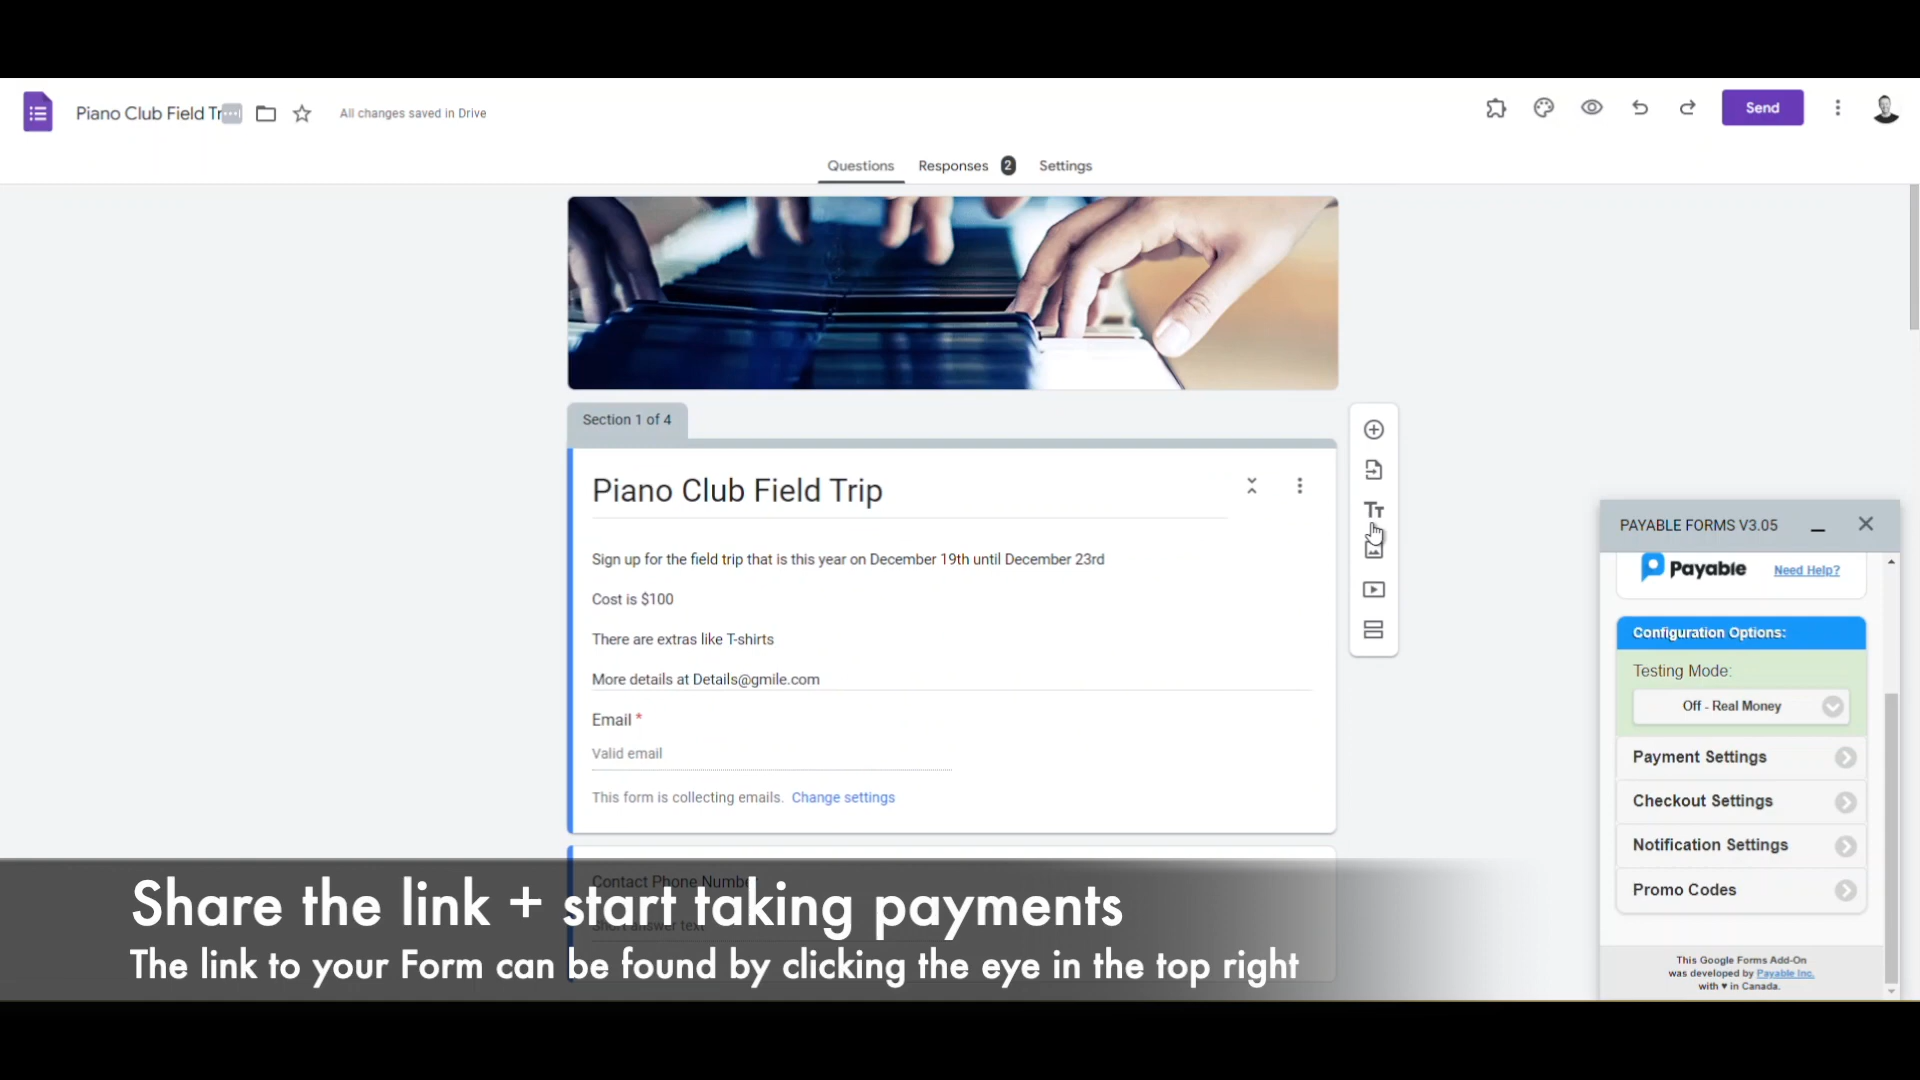 Piano Club Field Tr
All changes saved in Drive
Send
Questions
Responses 2
Settings
Section 1 of 4
Piano Club Field Trip
Sign up for the field trip that is this year on December 19th until December 23rd
Cost is $100
There are extras like T-shirts
More details at Details@gmile.com
Email *
Valid email
This form is collecting emails. Change settings
Contact Phone Number
Short answer text
PAYABLE FORMS V3.05
Payable Need Help?
Configuration Options:
Testing Mode:
Off - Real Money
Payment Settings
Checkout Settings
Notification Settings
Promo Codes
This Google Forms Add-On
was developed by Payable Inc.
with ♥ in Canada.
Share the link + start taking payments
The link to your Form can be found by clicking the eye in the top right